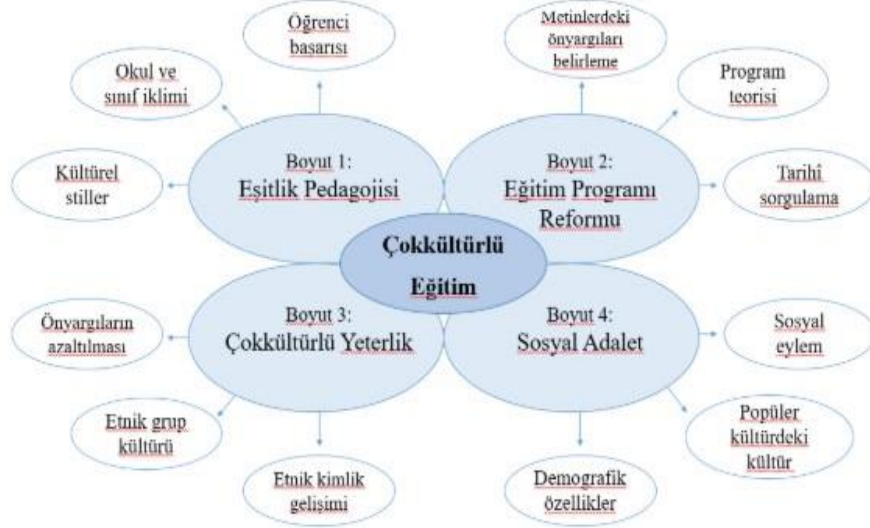 Öğrenci
başarısı
Metinlerdeki
önyargıları
belirleme
Okul ve
sınıf iklimi
Program
teorisi
Kültürel
stiller
Boyut 1:
Eşitlik Pedagojisi
Boyut 2:
Eğitim Programı
Reformu
Tarihî
sorgulama
Çokkültürlü
Eğitim
Önyargıların
azaltılması
Boyut 3:
Çokkültürlü Yeterlik
Boyut 4:
Sosyal Adalet
Sosyal
eylem
Etnik grup
kültürü
Popüler
kültürdeki
kültür
Etnik kimlik
gelişimi
Demografik
özellikler